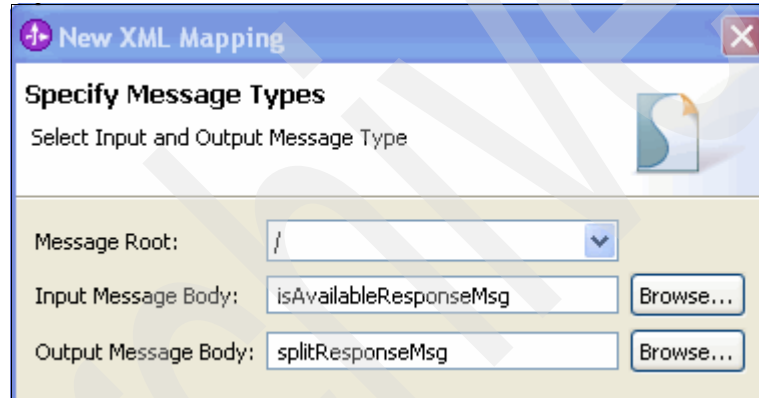 New XML Mapping
Specify Message Types
Select Input and Output Message Type
Message Root: /
Input Message Body: isAvailableResponseMsg Browse...
Output Message Body: splitResponseMsg Browse...